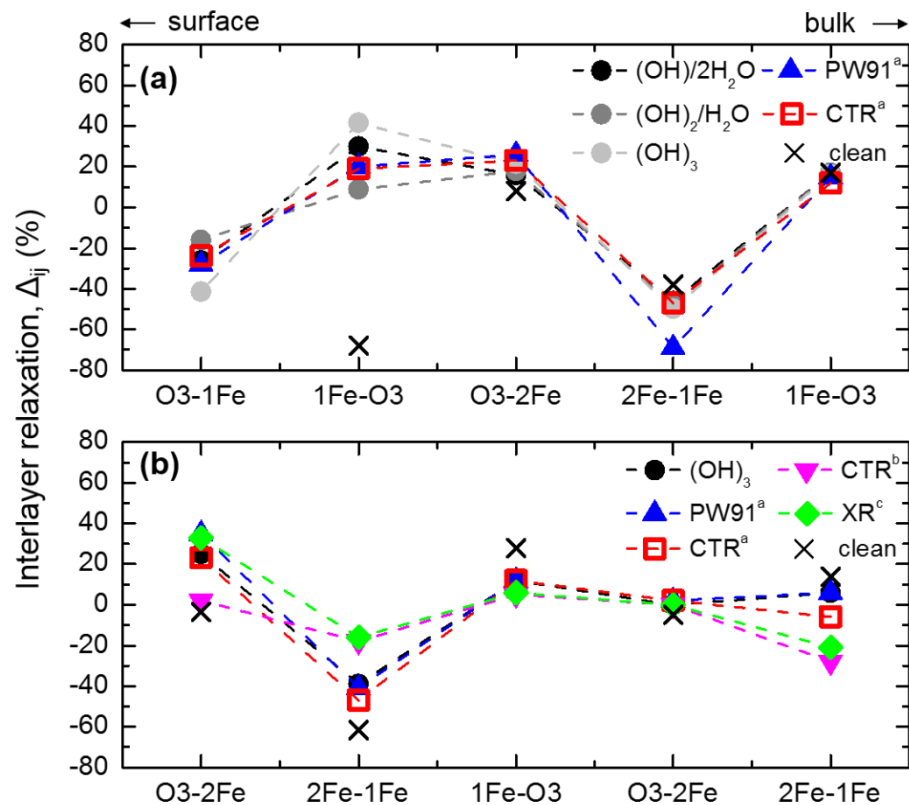 ← surface bulk →
(a)
(OH)/2H₂O
(OH)₂/H₂O
(OH)₃
PW91ᵃ
CTRᵃ
clean
80
60
40
20
0
-20
-40
-60
-80
O3-1Fe 1Fe-O3 O3-2Fe 2Fe-1Fe 1Fe-O3
Interlayer relaxation, Δᵢⱼ (%)
(b)
(OH)₃
PW91ᵃ
CTRᵃ
CTRᵇ
XRᶜ
clean
80
60
40
20
0
-20
-40
-60
-80
O3-2Fe 2Fe-1Fe 1Fe-O3 O3-2Fe 2Fe-1Fe